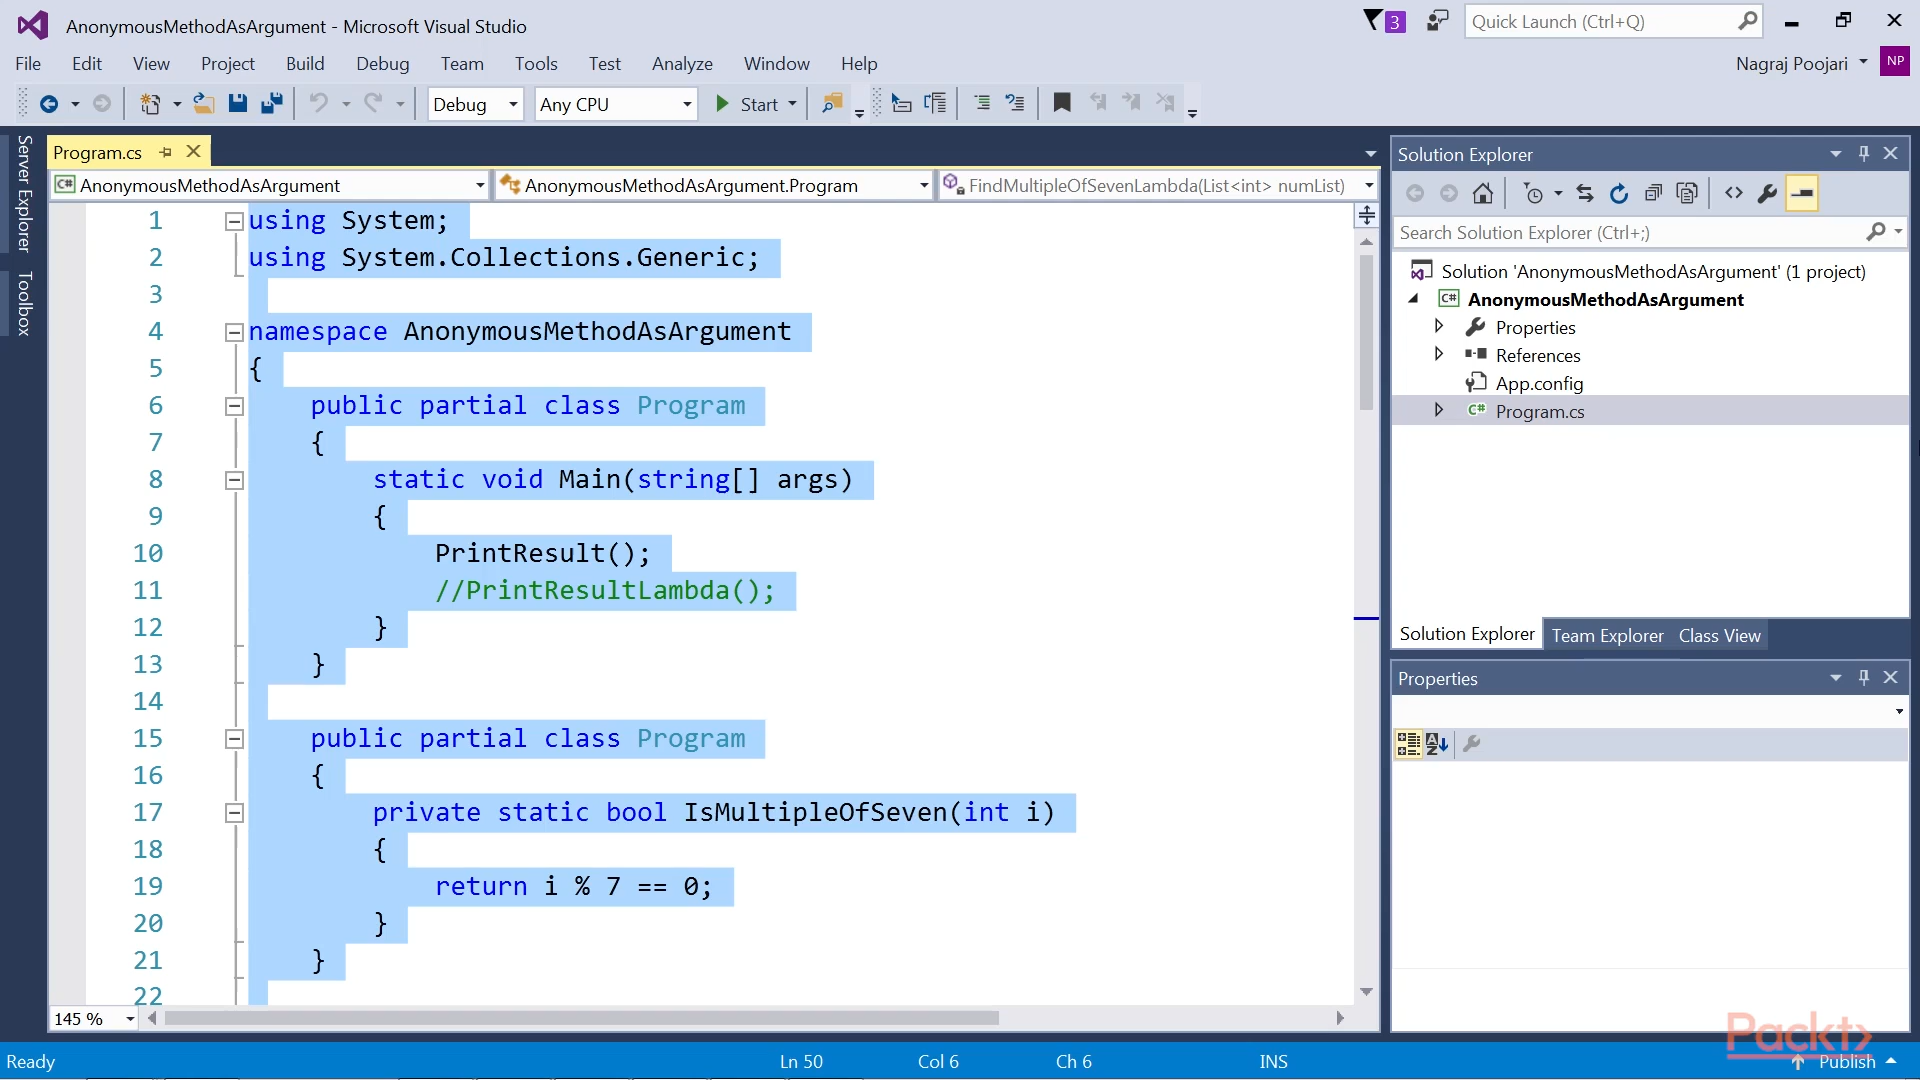 AnonymousMethodAsArgument - Microsoft Visual Studio
3
Quick Launch (Ctrl+Q)
File Edit View Project Build Debug Team Tools Test Analyze Window Help
Nagraj Poojari
NP
Debug
Any CPU
Start
Server Explorer
Toolbox
Program.cs
AnonymousMethodAsArgument
AnonymousMethodAsArgument.Program
FindMultipleOfSevenLambda(List<int> numList)
1 using System;
2 using System.Collections.Generic;
3
4 namespace AnonymousMethodAsArgument
5 {
6 public partial class Program
7 {
8 static void Main(string[] args)
9 {
10 PrintResult();
11 //PrintResultLambda();
12 }
13 }
14
15 public partial class Program
16 {
17 private static bool IsMultipleOfSeven(int i)
18 {
19 return i % 7 == 0;
20 }
21 }
22
145 %
Solution Explorer
Search Solution Explorer (Ctrl+;)
Solution 'AnonymousMethodAsArgument' (1 project)
C# AnonymousMethodAsArgument
Properties
References
App.config
C# Program.cs
Solution Explorer Team Explorer Class View
Properties
Packt>
Ready
Ln 50
Col 6
Ch 6
INS
Publish